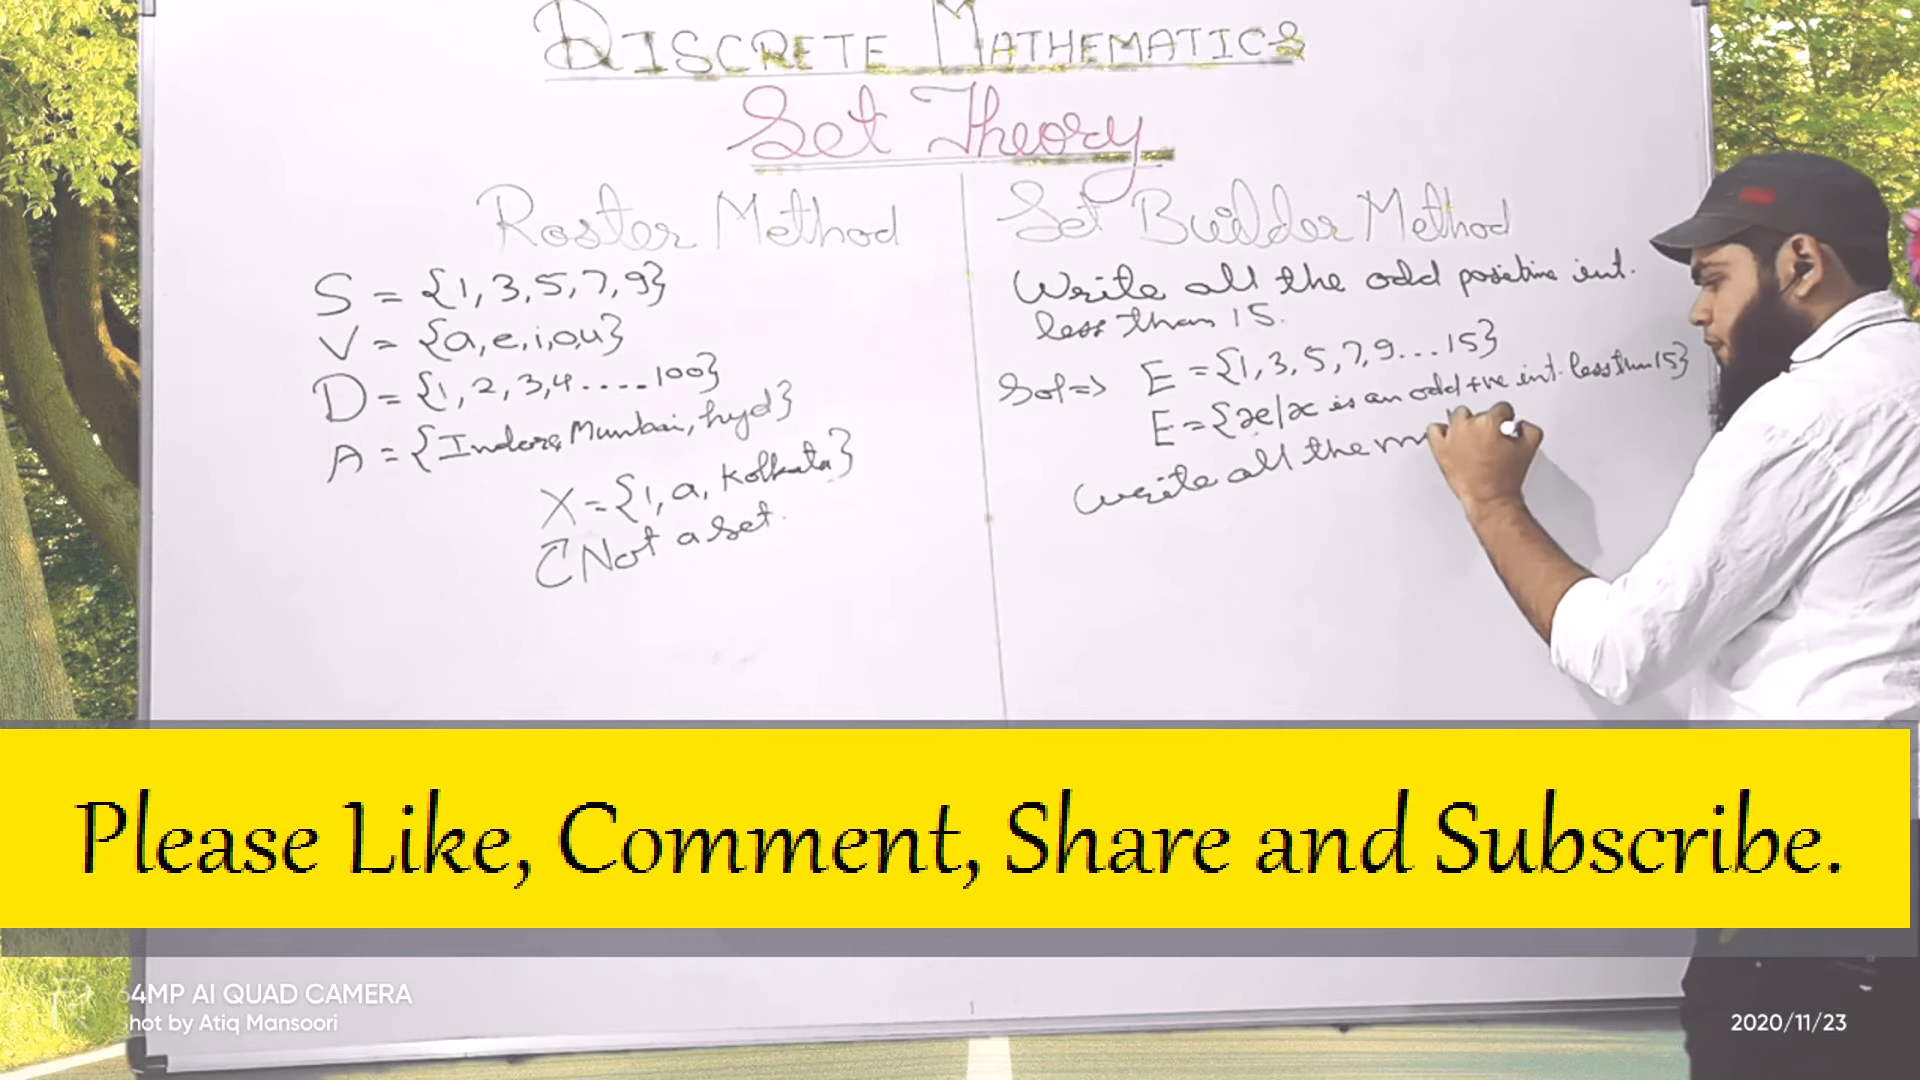 DISCRETE MATHEMATICS
Set Theory
Roster Method
S = {1, 3, 5, 7, 9}
V = {a, e, i, o, u}
D = {1, 2, 3, 4 ..... 100}
A = {Indore, Mumbai, hyd}
X = {1, a, Kolkata}
Not a set.
Set Builder Method
Write all the odd positive int.
less than 15.
Sol => E = {1, 3, 5, 7, 9 ... 15}
E = {x/x is an odd +ve int. less than 15}
Write all the
Please Like, Comment, Share and Subscribe.
64MP AI QUAD CAMERA
Shot by Atiq Mansoori
2020/11/23